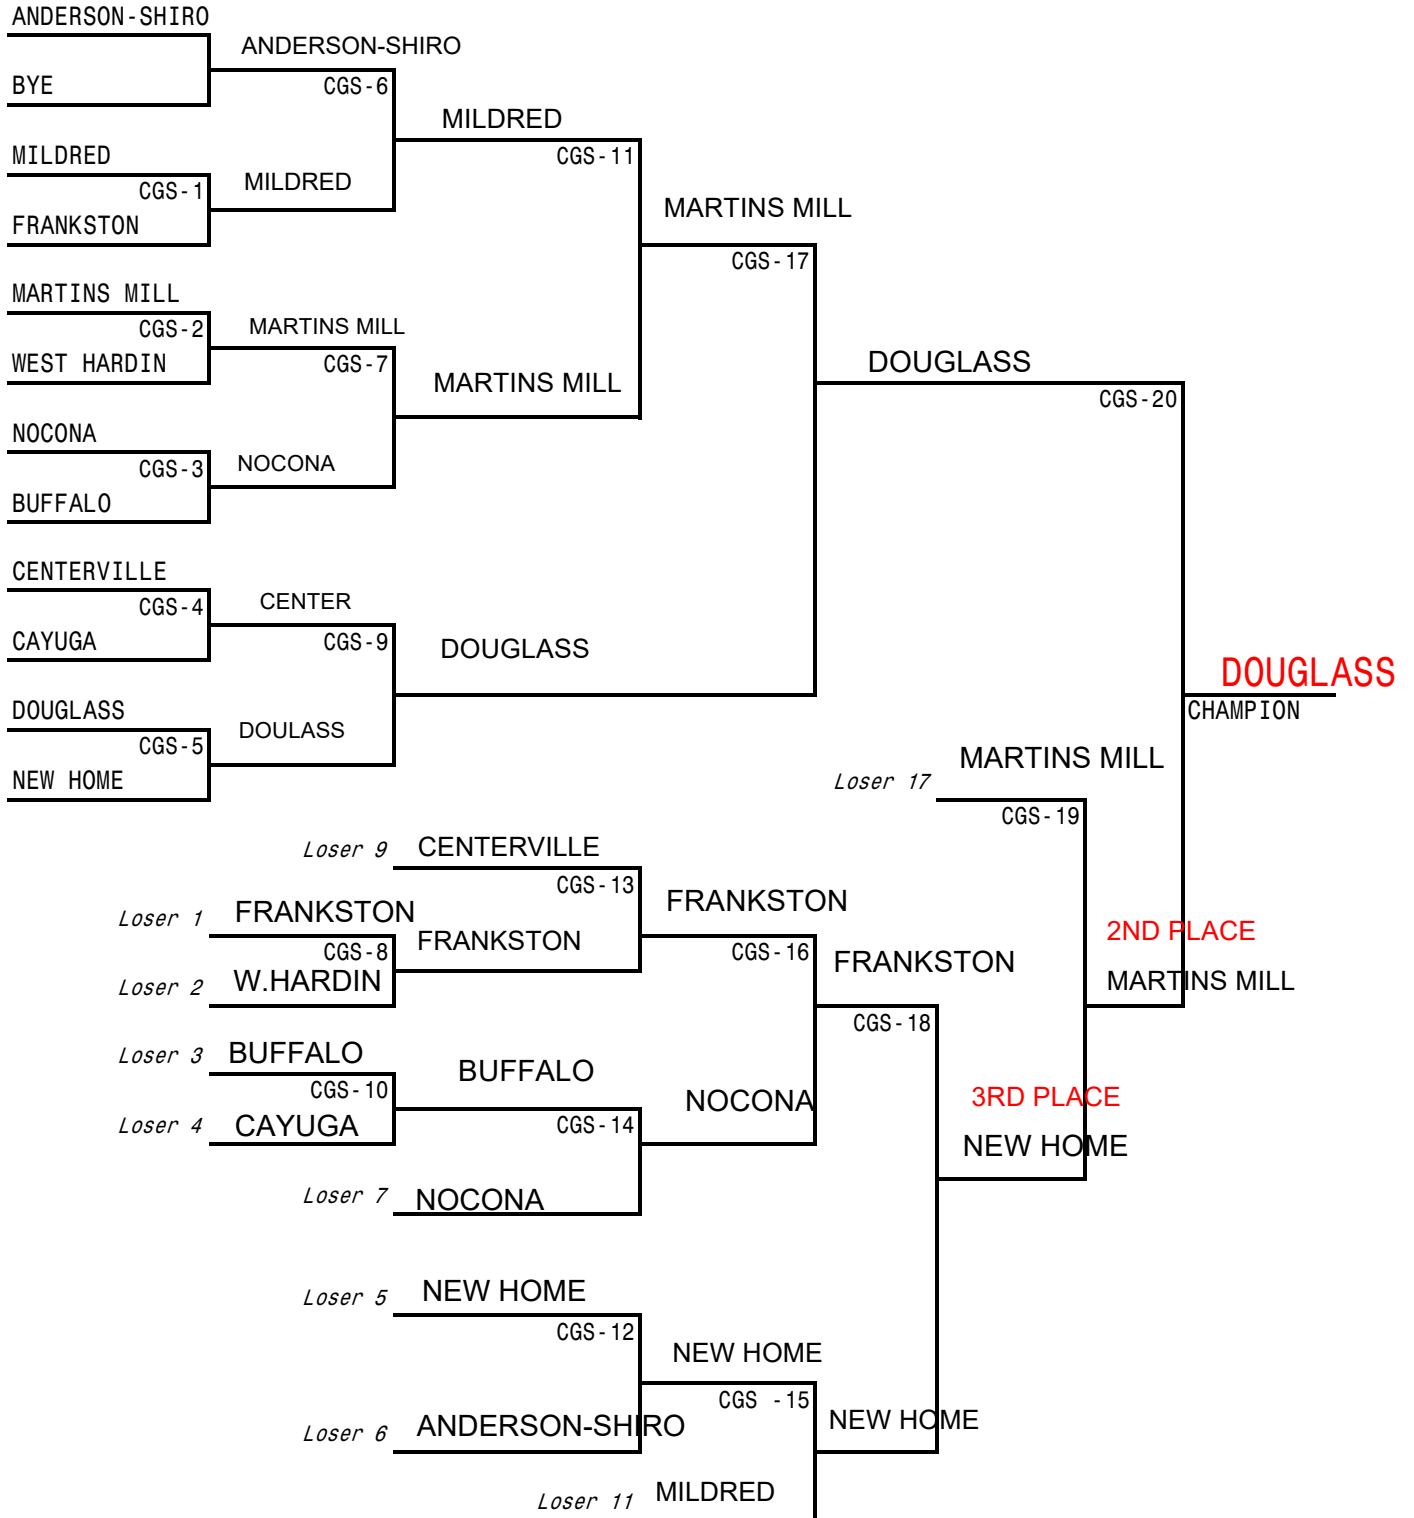 ANDERSON-SHIRO
ANDERSON-SHIRO
BYE
CGS-6
MILDRED
MILDRED
CGS-11
CGS-1
MILDRED
MARTINS MILL
FRANKSTON
CGS-17
MARTINS MILL
CGS-2
MARTINS MILL
WEST HARDIN
CGS-7
DOUGLASS
MARTINS MILL
CGS-20
NOCONA
CGS-3
NOCONA
BUFFALO
CENTERVILLE
CGS-4
CENTER
CAYUGA
CGS-9
DOUGLASS
DOUGLASS
DOUGLASS
CHAMPION
CGS-5
DOULASS
NEW HOME
MARTINS MILL
Loser 17
CGS-19
Loser 9
CENTERVILLE
CGS-13
FRANKSTON
Loser 1
FRANKSTON
FRANKSTON
2ND PLACE
CGS-8
CGS-16
FRANKSTON
Loser 2
W.HARDIN
MARTINS MILL
CGS-18
Loser 3
BUFFALO
BUFFALO
CGS-10
NOCONA
3RD PLACE
Loser 4
CAYUGA
CGS-14
NEW HOME
Loser 7
NOCONA
Loser 5
NEW HOME
CGS-12
NEW HOME
CGS -15
Loser 6
ANDERSON-SHIRO
NEW HOME
Loser 11
MILDRED